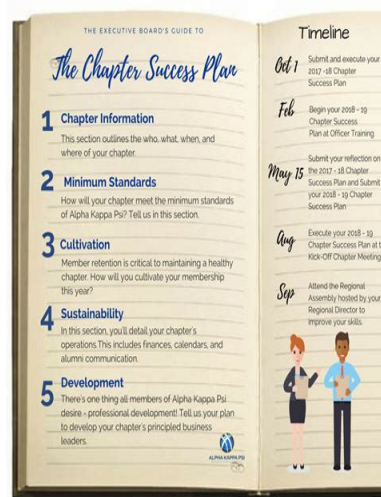 THE EXECUTIVE BOARD'S GUIDE TO
The Chapter Success Plan
1 Chapter Information
This section outlines the who, what, when, and
where of your chapter.
2 Minimum Standards
How will your chapter meet the minimum standards
of Alpha Kappa Psi? Tell us in this section.
3 Cultivation
Member retention is critical to maintaining a healthy
chapter. How will you cultivate your membership
this year?
4 Sustainability
In this section, you'll detail your chapter's
operations. This includes finances, calendars, and
alumni communication.
5 Development
There's one thing all members of Alpha Kappa Psi
desire - professional development! Tell us your plan
to develop your chapter's principled business
leaders.
ALPHA KAPPA PSI
Timeline
Oct 1
Submit and execute your
2017 -18 Chapter
Success Plan
Feb
Begin your 2018 - 19
Chapter Success
Plan at Officer Training
May 15
Submit your reflection on
the 2017 - 18 Chapter
Success Plan and Submit
your 2018 - 19 Chapter
Success Plan
Aug
Execute your 2018 - 19
Chapter Success Plan at t
Kick-Off Chapter Meeting
Sep
Attend the Regional
Assembly hosted by your
Regional Director to
improve your skills.